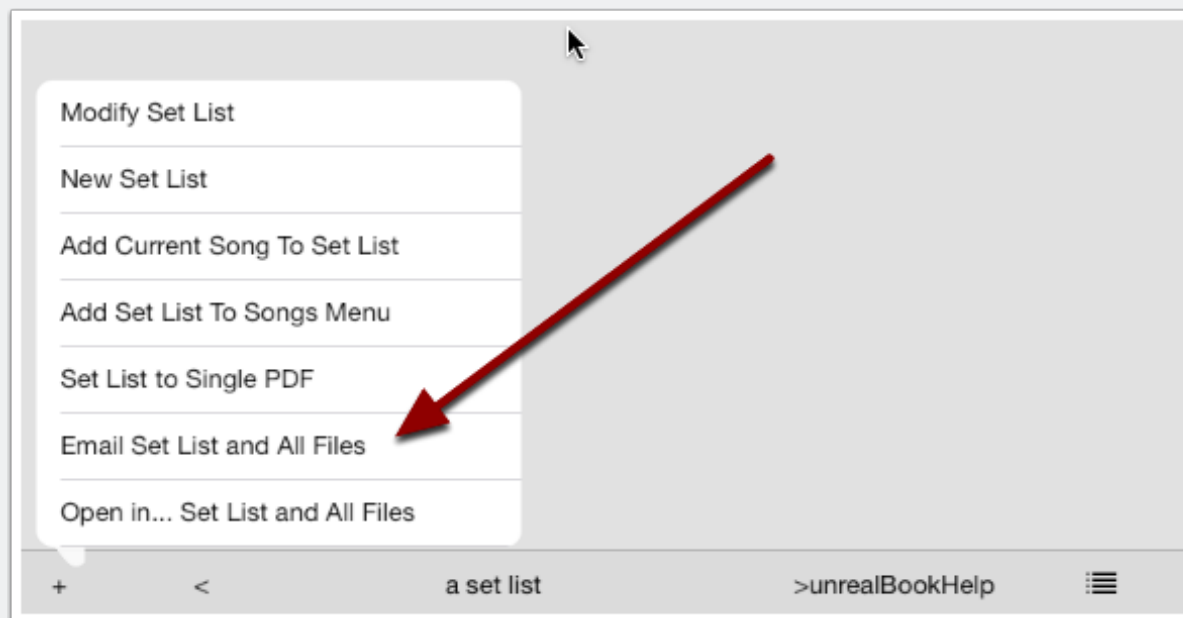 Modify Set List
New Set List
Add Current Song To Set List
Add Set List To Songs Menu
Set List to Single PDF
Email Set List and All Files
Open in... Set List and All Files
+ < a set list >unrealBookHelp